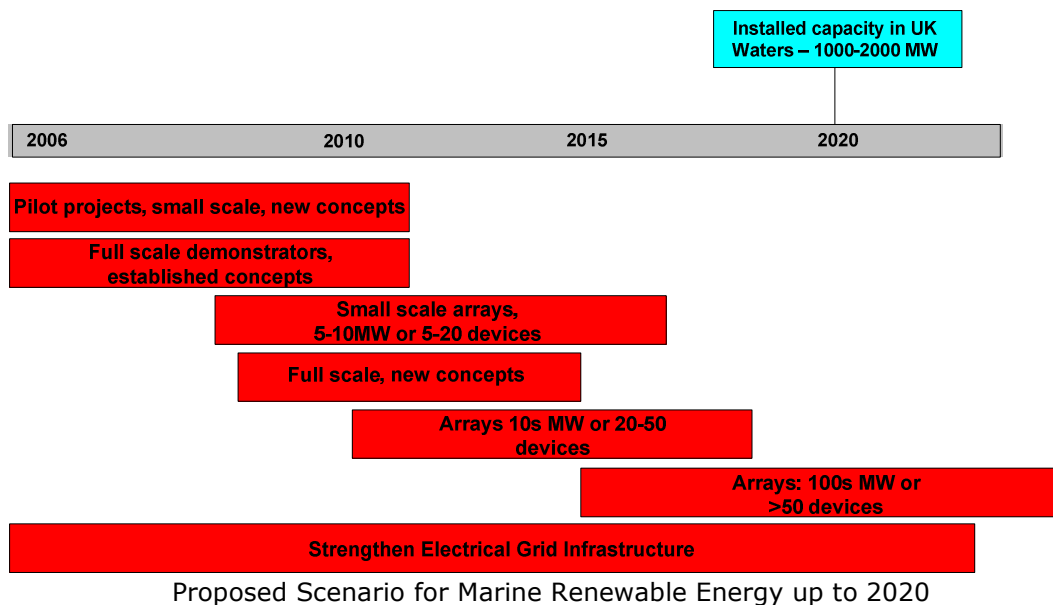 Installed capacity in UK
Waters – 1000-2000 MW
2006 2010 2015 2020
Pilot projects, small scale, new concepts
Full scale demonstrators,
established concepts
Small scale arrays,
5-10MW or 5-20 devices
Full scale, new concepts
Arrays 10s MW or 20-50
devices
Arrays: 100s MW or
>50 devices
Strengthen Electrical Grid Infrastructure
Proposed Scenario for Marine Renewable Energy up to 2020